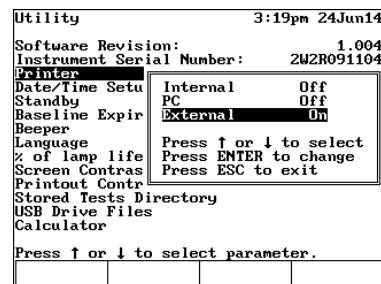 Utility 3:19pm 24Jun14
Software Revision: 1.004
Instrument Serial Number: 2W2R091104
Printer
Date/Time Setu
Standby
Baseline Expir
Beeper
Language
% of lamp life
Screen Contras
Printout Contr
Internal Off
PC Off
External On
Press ↑ or ↓ to select
Press ENTER to change
Press ESC to exit
Stored Tests Directory
USB Drive Files
Calculator
Press ↑ or ↓ to select parameter.